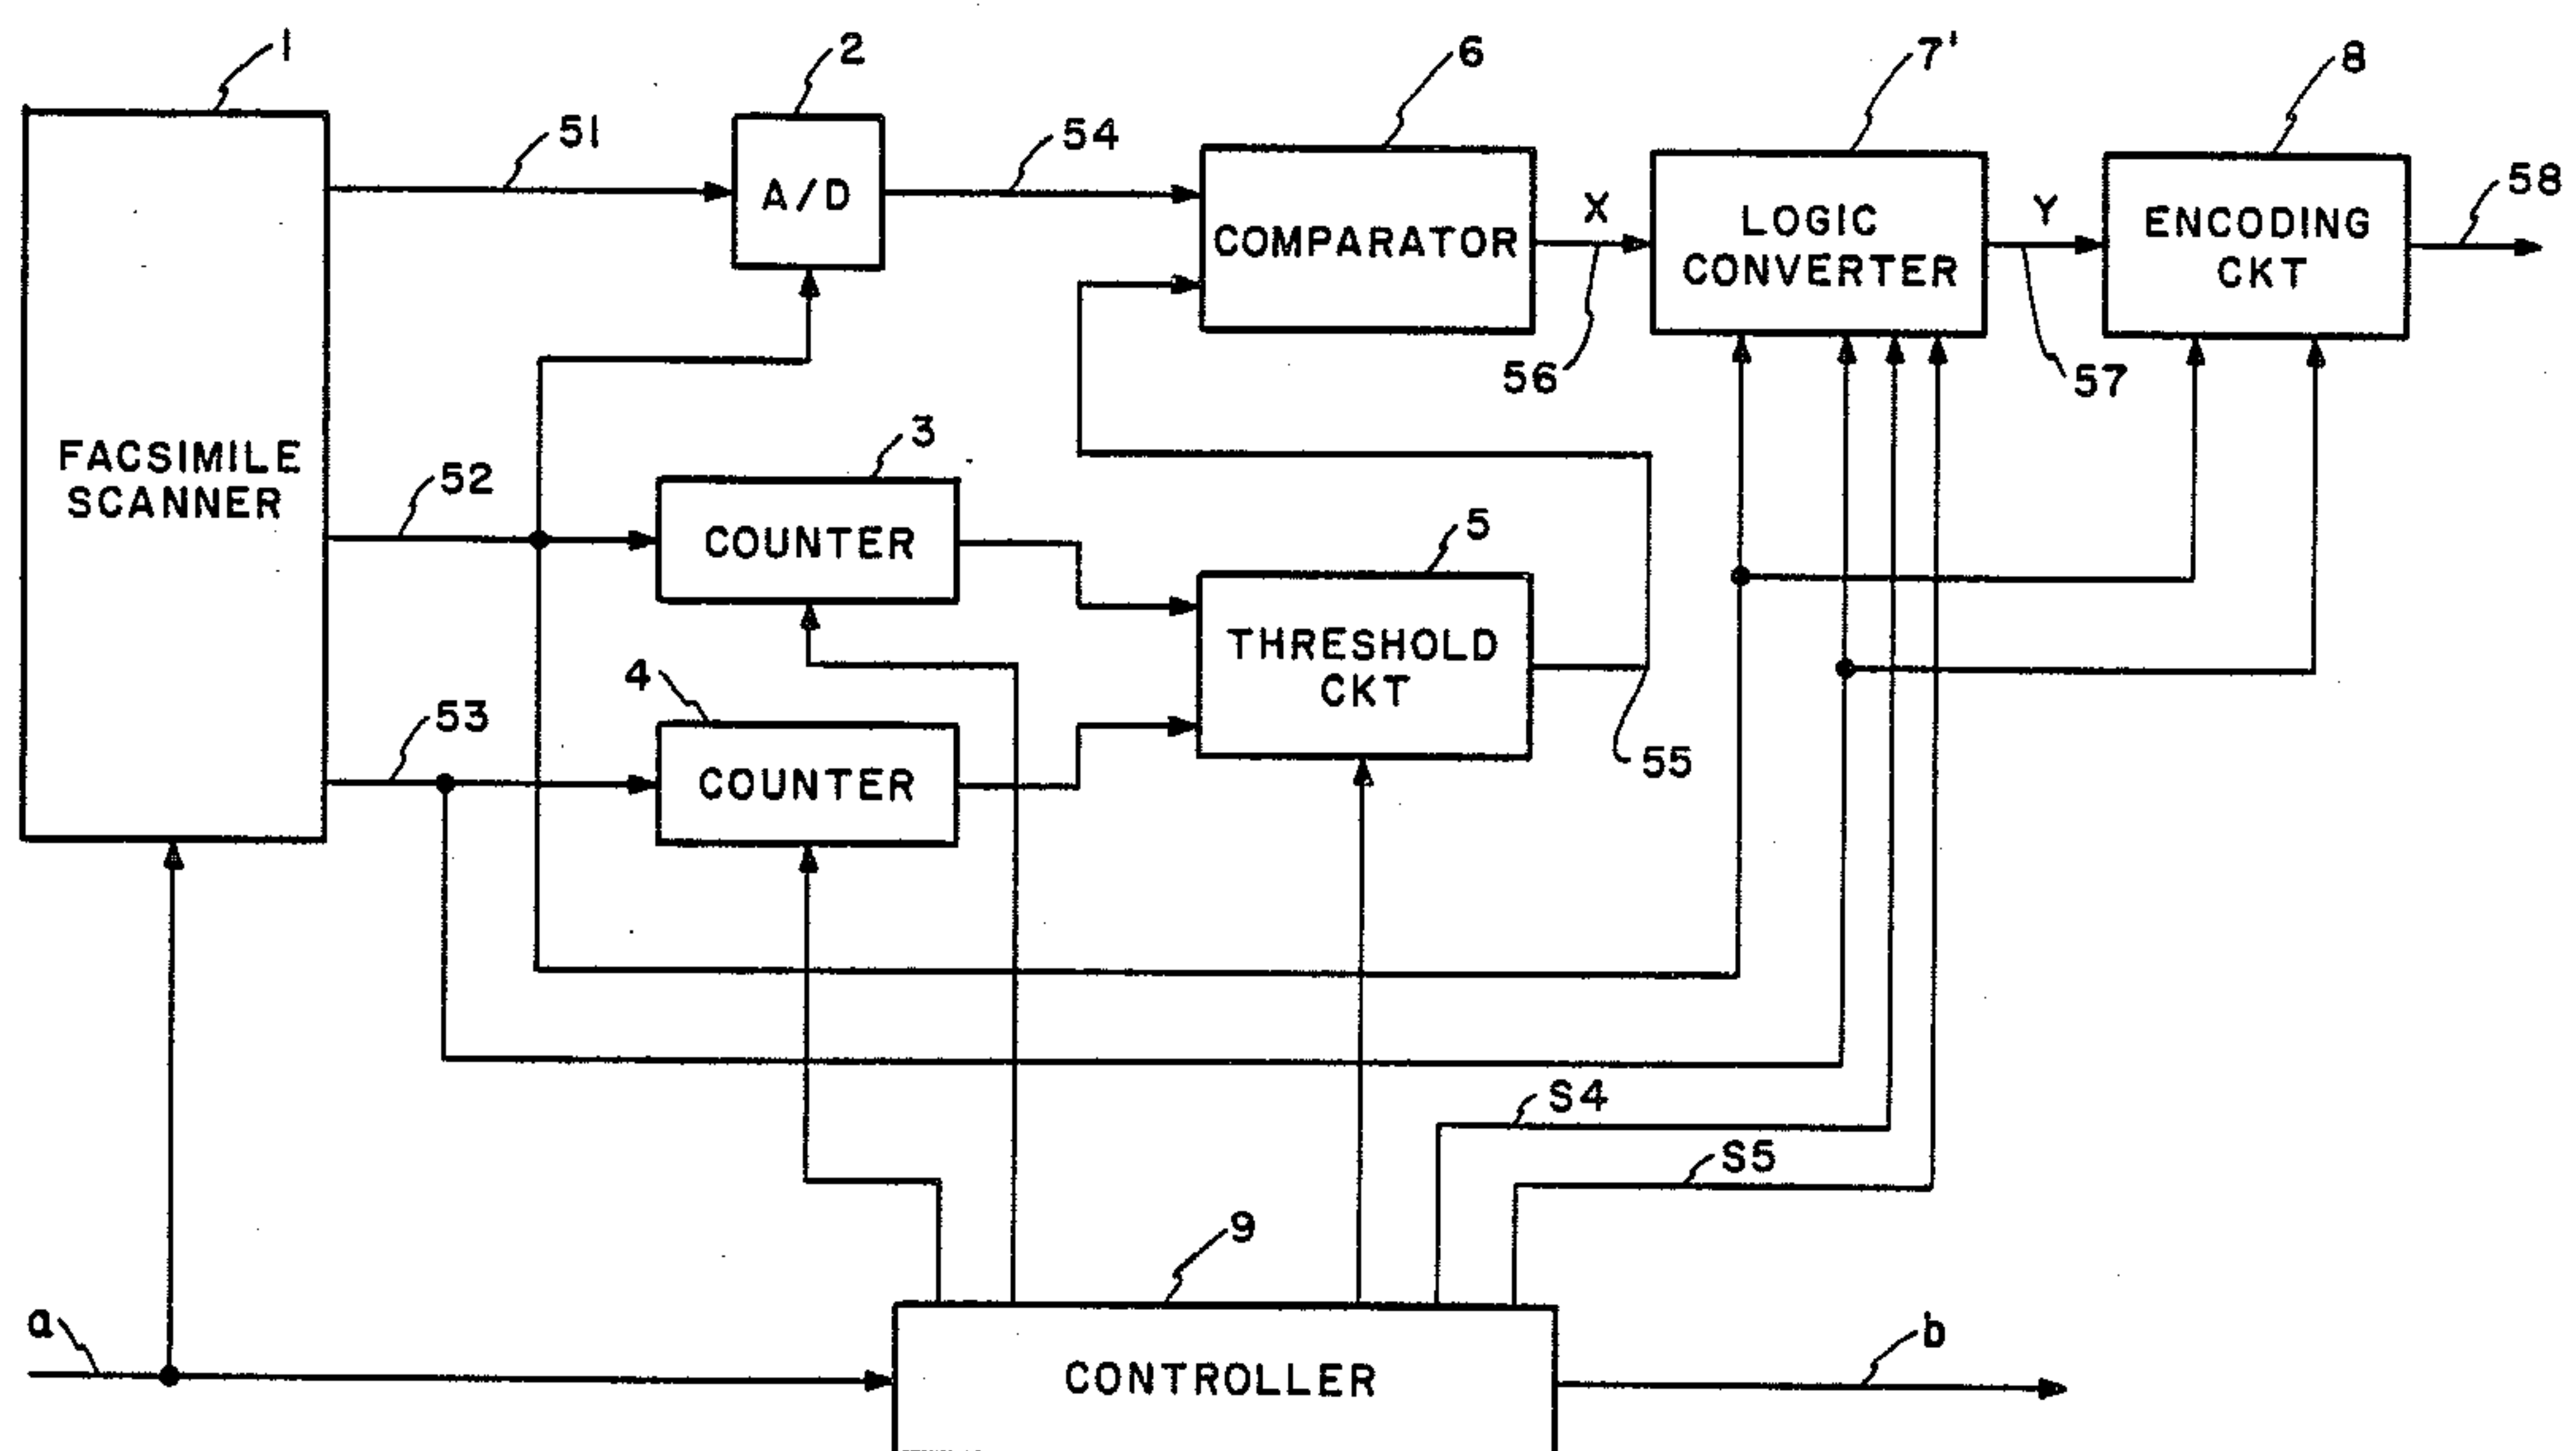 1
2
6
7'
8
51
54
58
A/D
X
Y
LOGIC
CONVERTER
ENCODING
CKT
COMPARATOR
56
57
3
FACSIMILE
SCANNER
52
COUNTER
5
THRESHOLD
CKT
4
53
COUNTER
55
S4
S5
9
a
b
CONTROLLER